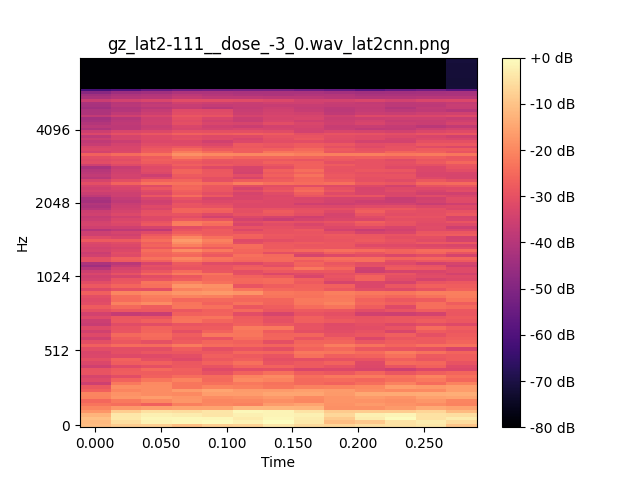 gz_lat2-111__dose_-3_0.wav_lat2cnn.png
+0 dB
4096
-10 dB
-20 dB
2048
-30 dB
Hz
-40 dB
1024
-50 dB
512
-60 dB
-70 dB
0
-80 dB
0.000 0.050 0.100 0.150 0.200 0.250
Time